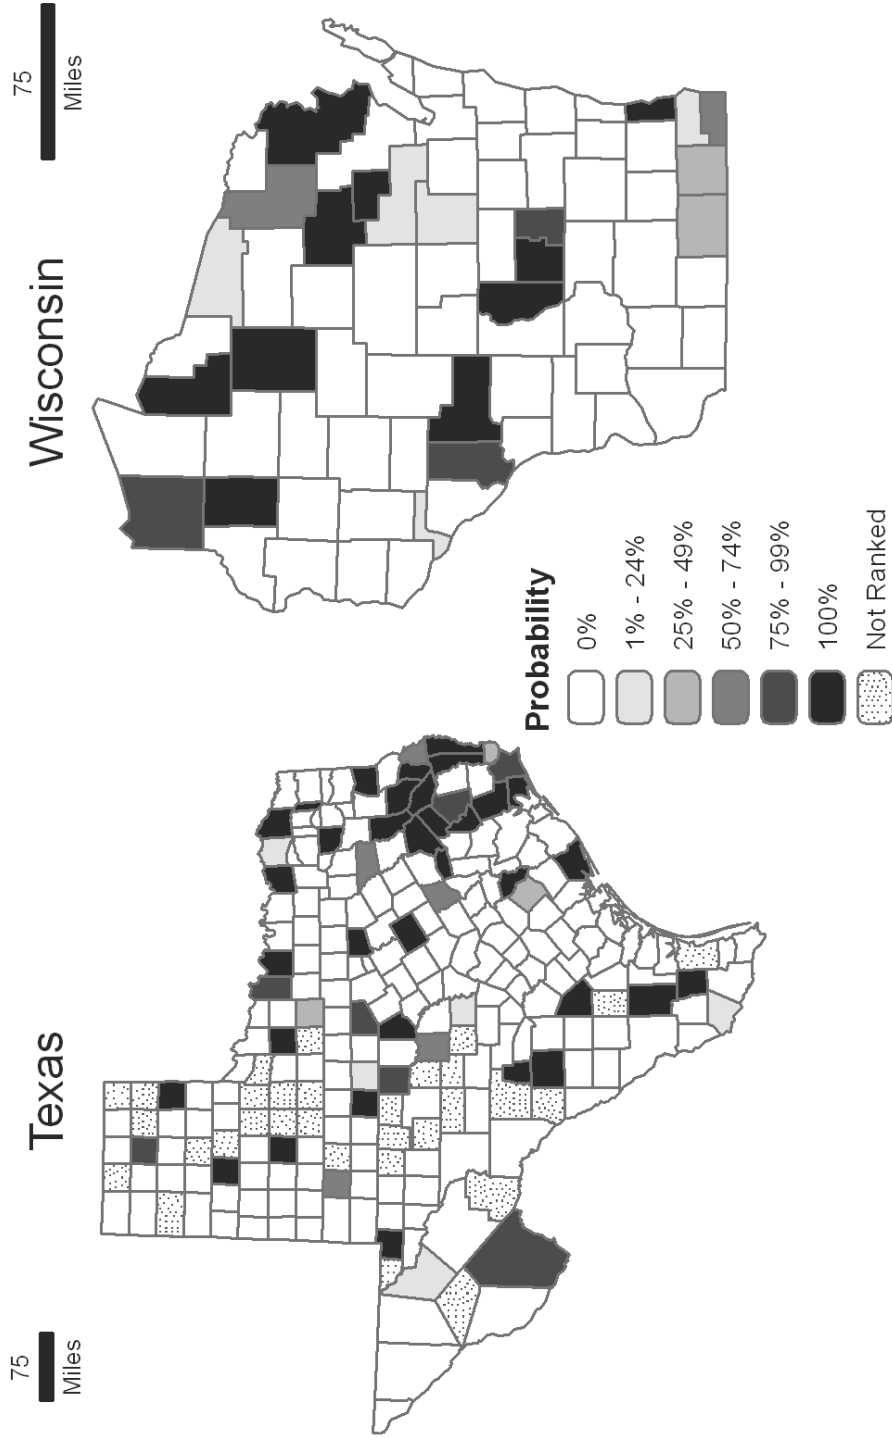 Texas
75
Miles
Wisconsin
75
Miles
Probability
0%
1% - 24%
25% - 49%
50% - 74%
75% - 99%
100%
Not Ranked